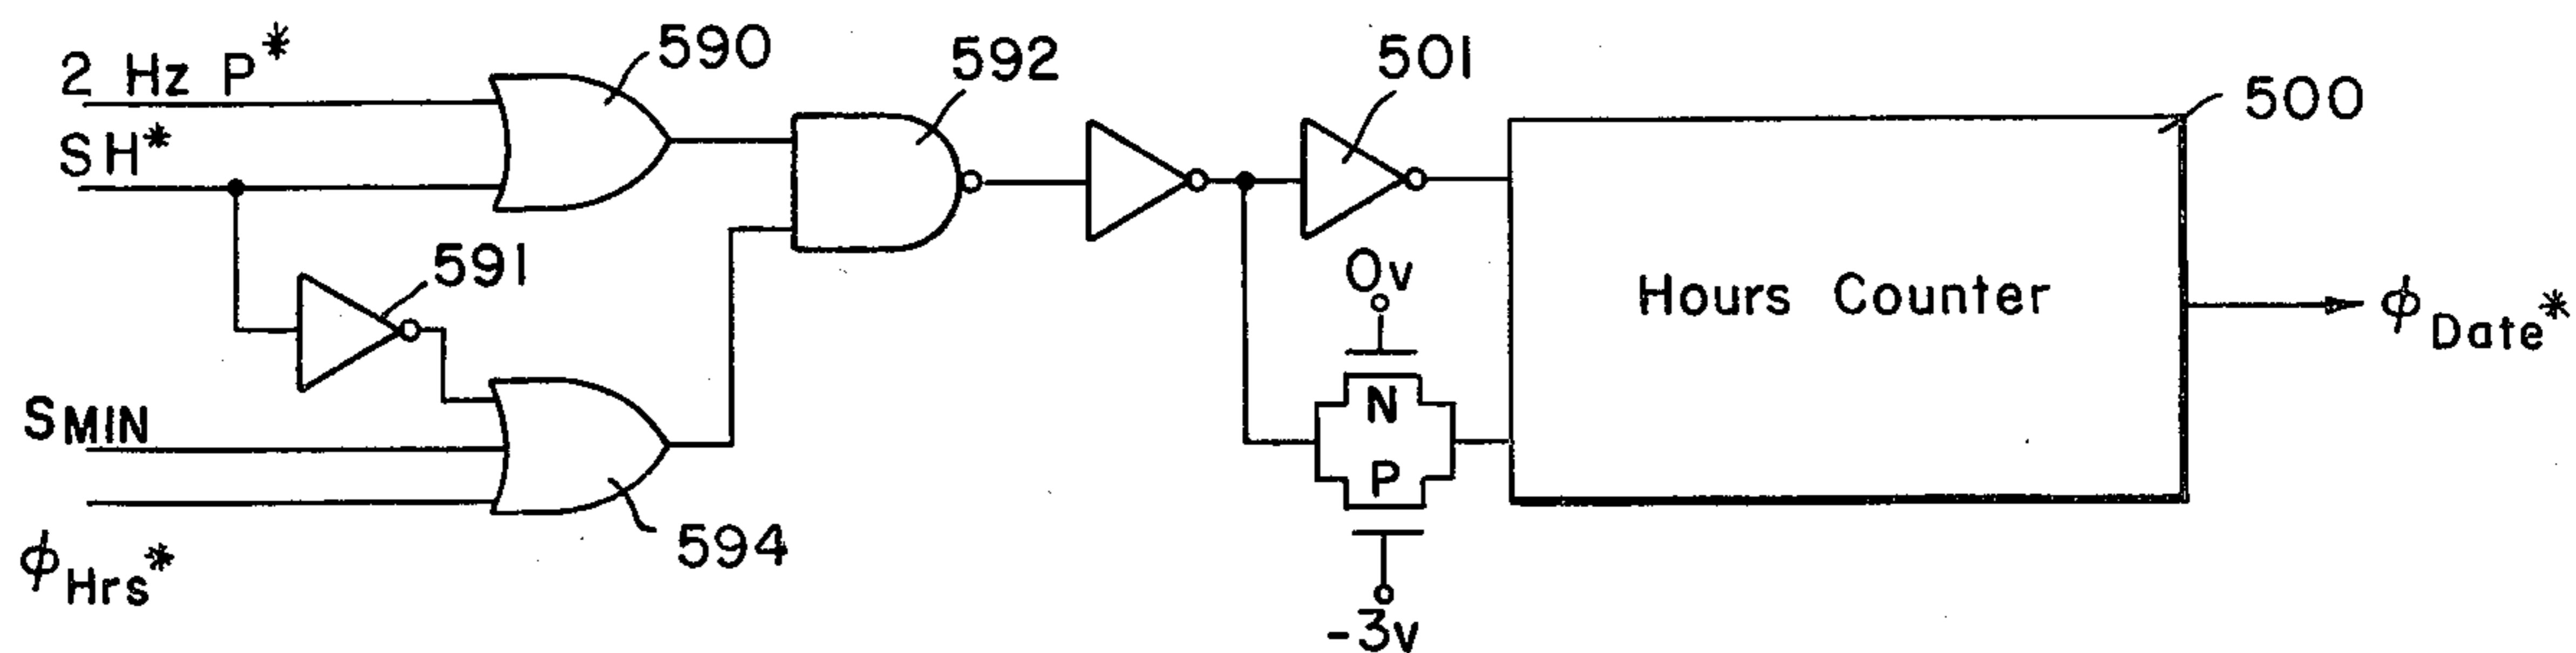 2 Hz P*
590
592
501
500
SH*
591
0v
Hours Counter
N
ϕDate*
SMIN
P
594
ϕHrs*
-3v